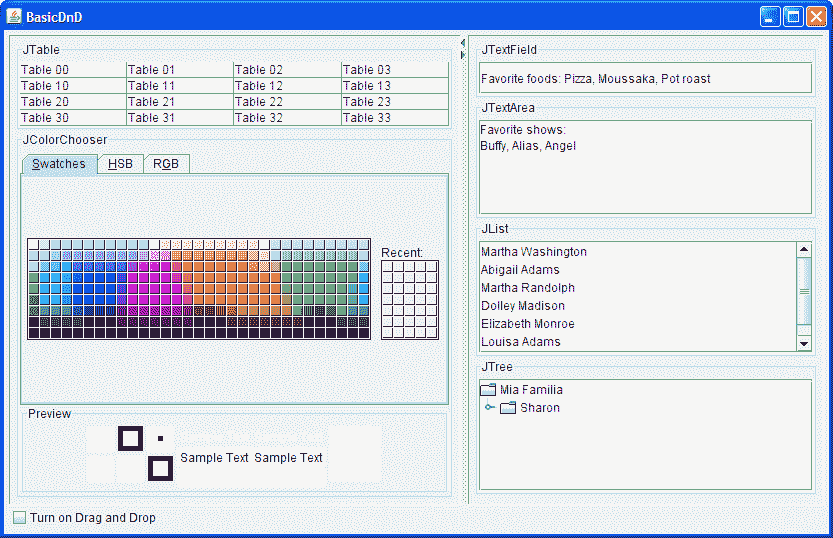 BasicDnD
JTable
Table 00 Table 01 Table 02 Table 03
Table 10 Table 11 Table 12 Table 13
Table 20 Table 21 Table 22 Table 23
Table 30 Table 31 Table 32 Table 33
JColorChooser
Swatches HSB RGB
Recent:
Preview
Sample Text Sample Text
Turn on Drag and Drop
JTextField
Favorite foods: Pizza, Moussaka, Pot roast
JTextArea
Favorite shows:
Buffy, Alias, Angel
JList
Martha Washington
Abigail Adams
Martha Randolph
Dolley Madison
Elizabeth Monroe
Louisa Adams
JTree
Mia Familia
Sharon